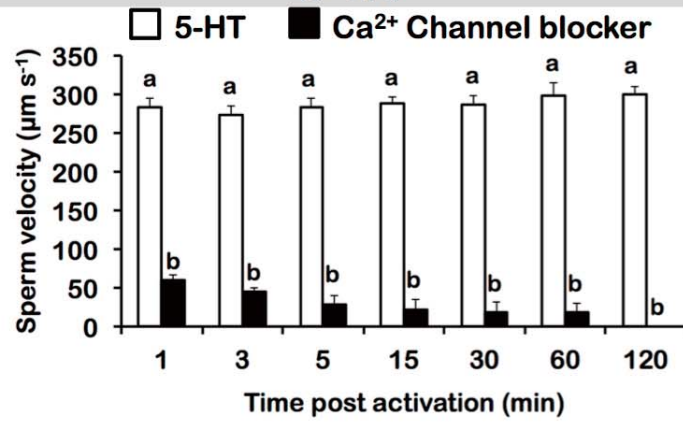 5-HT Ca²⁺ Channel blocker
Sperm velocity (µm s⁻¹)
350
300
250
200
150
100
50
0
a a a a a a a
b b b b b b b
1 3 5 15 30 60 120
Time post activation (min)